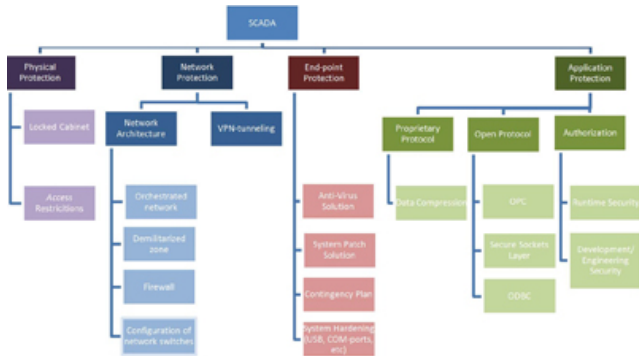 SCADA
Physical
Protection
Network
Protection
End-point
Protection
Application
Protection
Locked Cabinet
Access
Restricitions
Network
Architecture
VPN-tunneling
Orchestrated
network
Demilitarized
zone
Firewall
Configuration of
network switches
Anti-Virus
Solution
System Patch
Solution
Contingency Plan
System Hardening
(USB, COM-ports,
etc)
Proprietary
Protocol
Open Protocol
Authorization
Data Compression
OPC
Secure Sockets
Layer
ODBC
Runtime Security
Development/
Engineering
Security